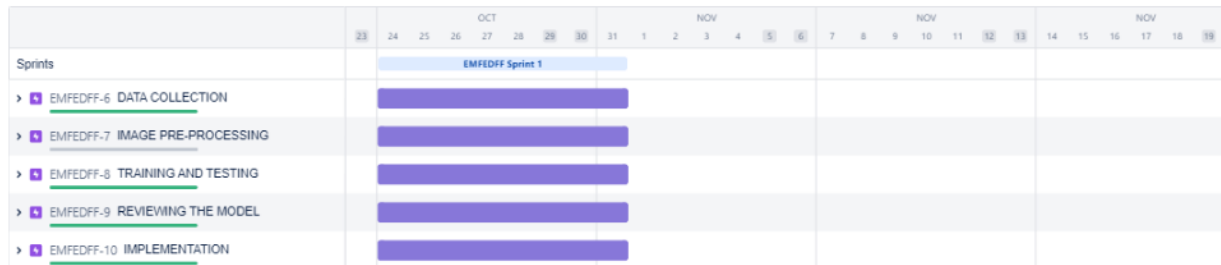 OCT NOV NOV NOV
23 24 25 26 27 28 29 30 31 1 2 3 4 5 6 7 8 9 10 11 12 13 14 15 16 17 18 19
Sprints EMFEDFF Sprint 1
EMFEDFF-6 DATA COLLECTION
EMFEDFF-7 IMAGE PRE-PROCESSING
EMFEDFF-8 TRAINING AND TESTING
EMFEDFF-9 REVIEWING THE MODEL
EMFEDFF-10 IMPLEMENTATION